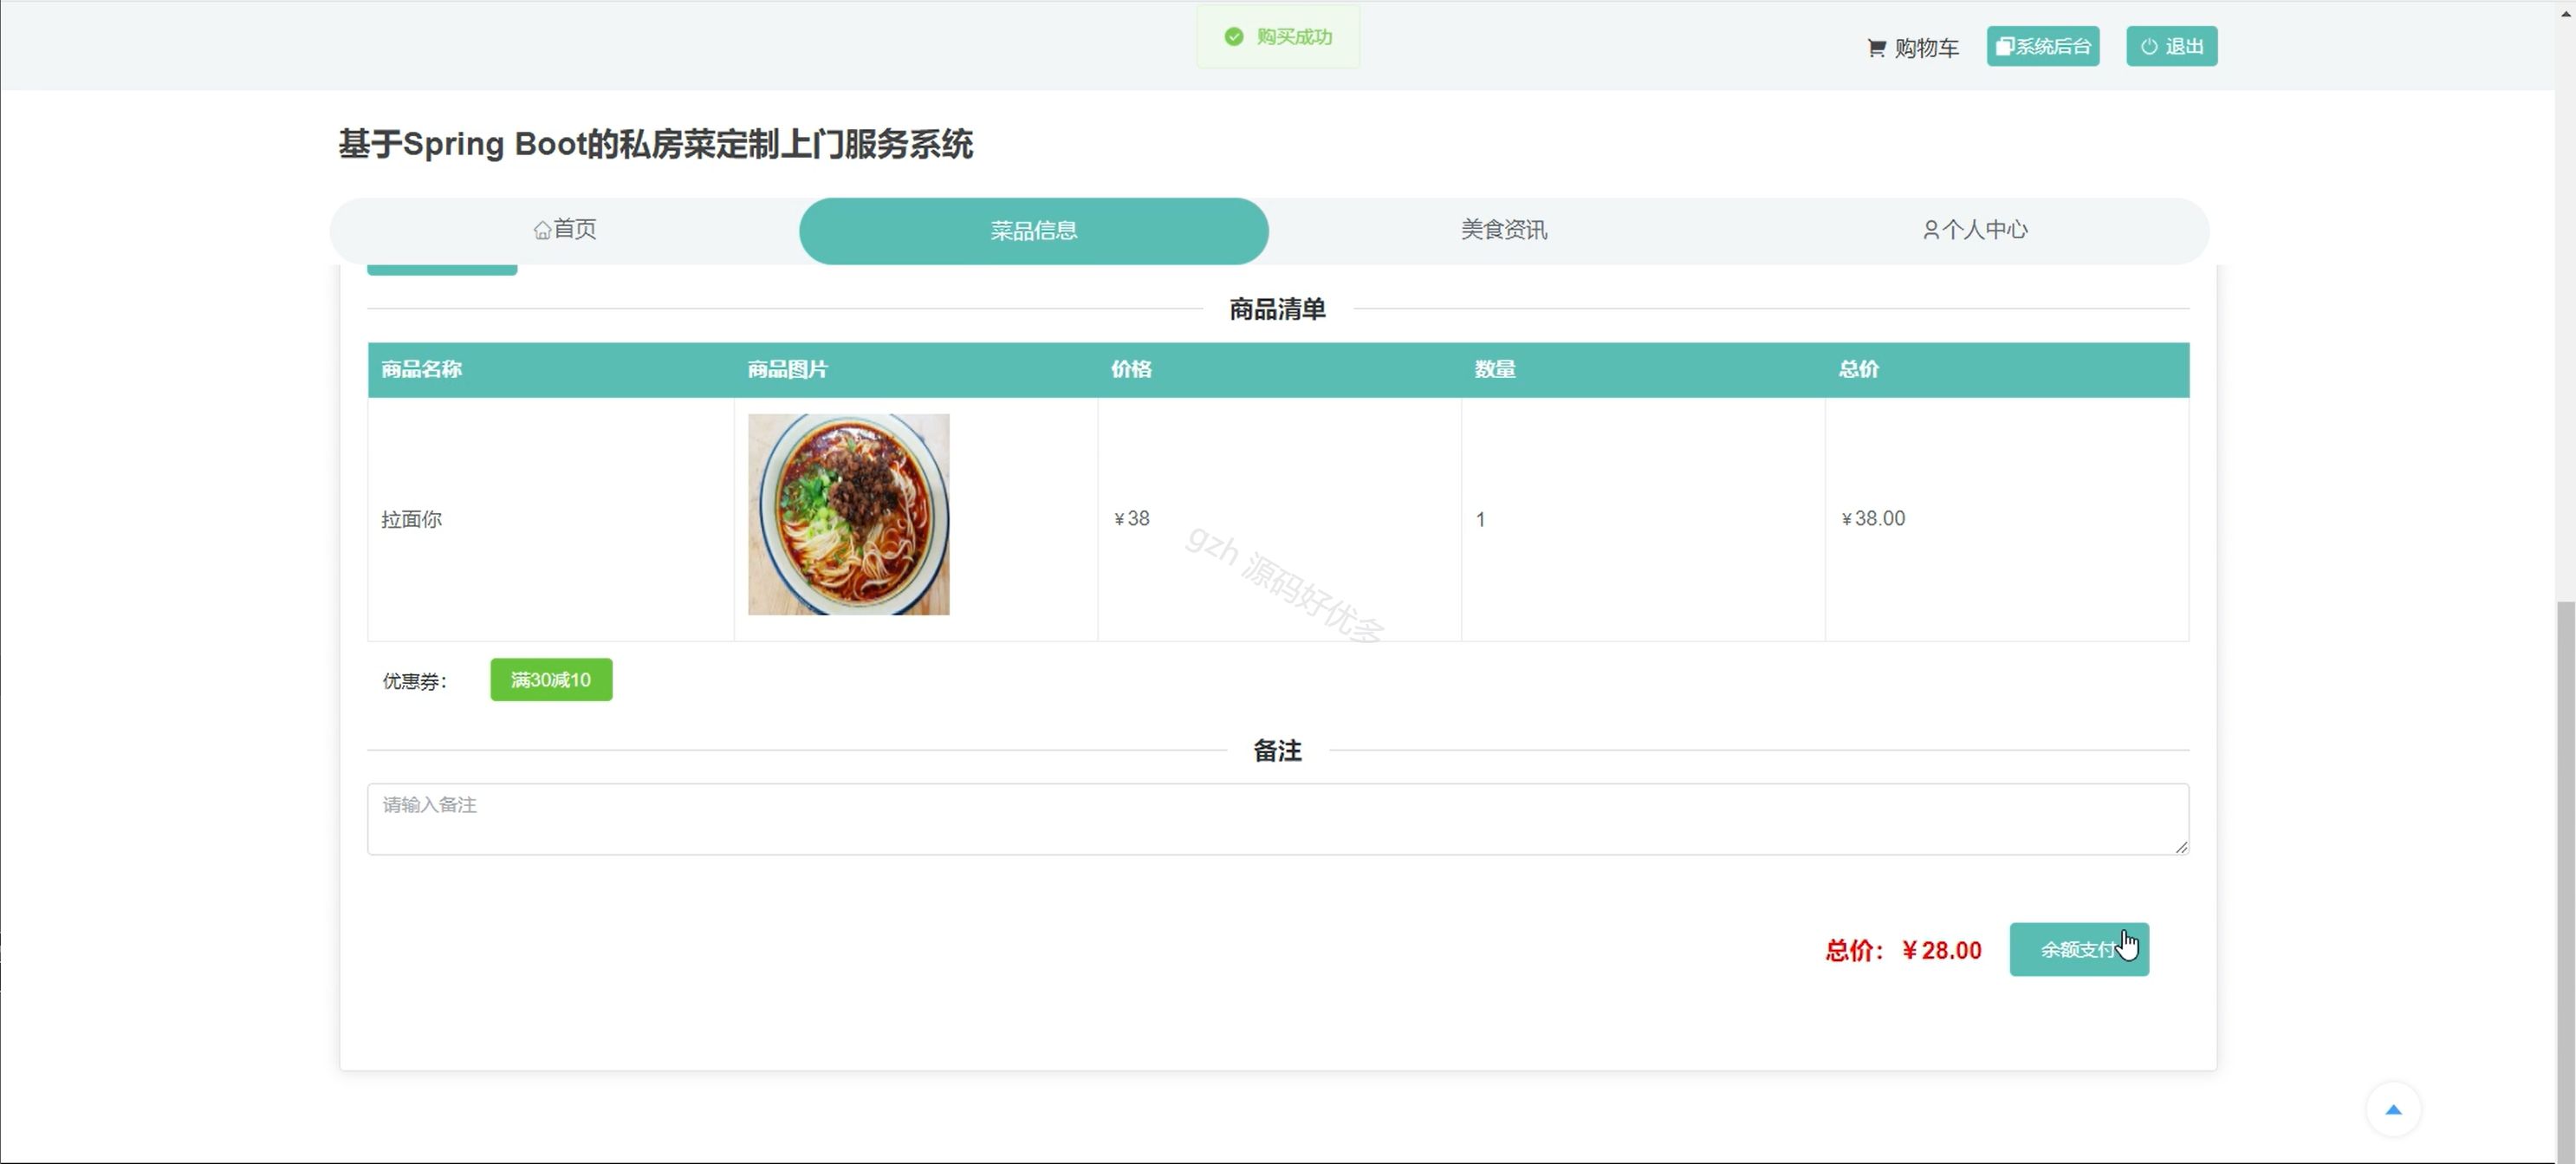 购买成功
购物车 系统后台 退出
基于Spring Boot的私房菜定制上门服务系统
首页 菜品信息 美食资讯 个人中心
商品清单
商品名称 商品图片 价格 数量 总价
拉面你 ¥38 1 ¥38.00
gzh 源码好优多
优惠券： 满30减10
备注
请输入备注
总价： ¥28.00 余额支付